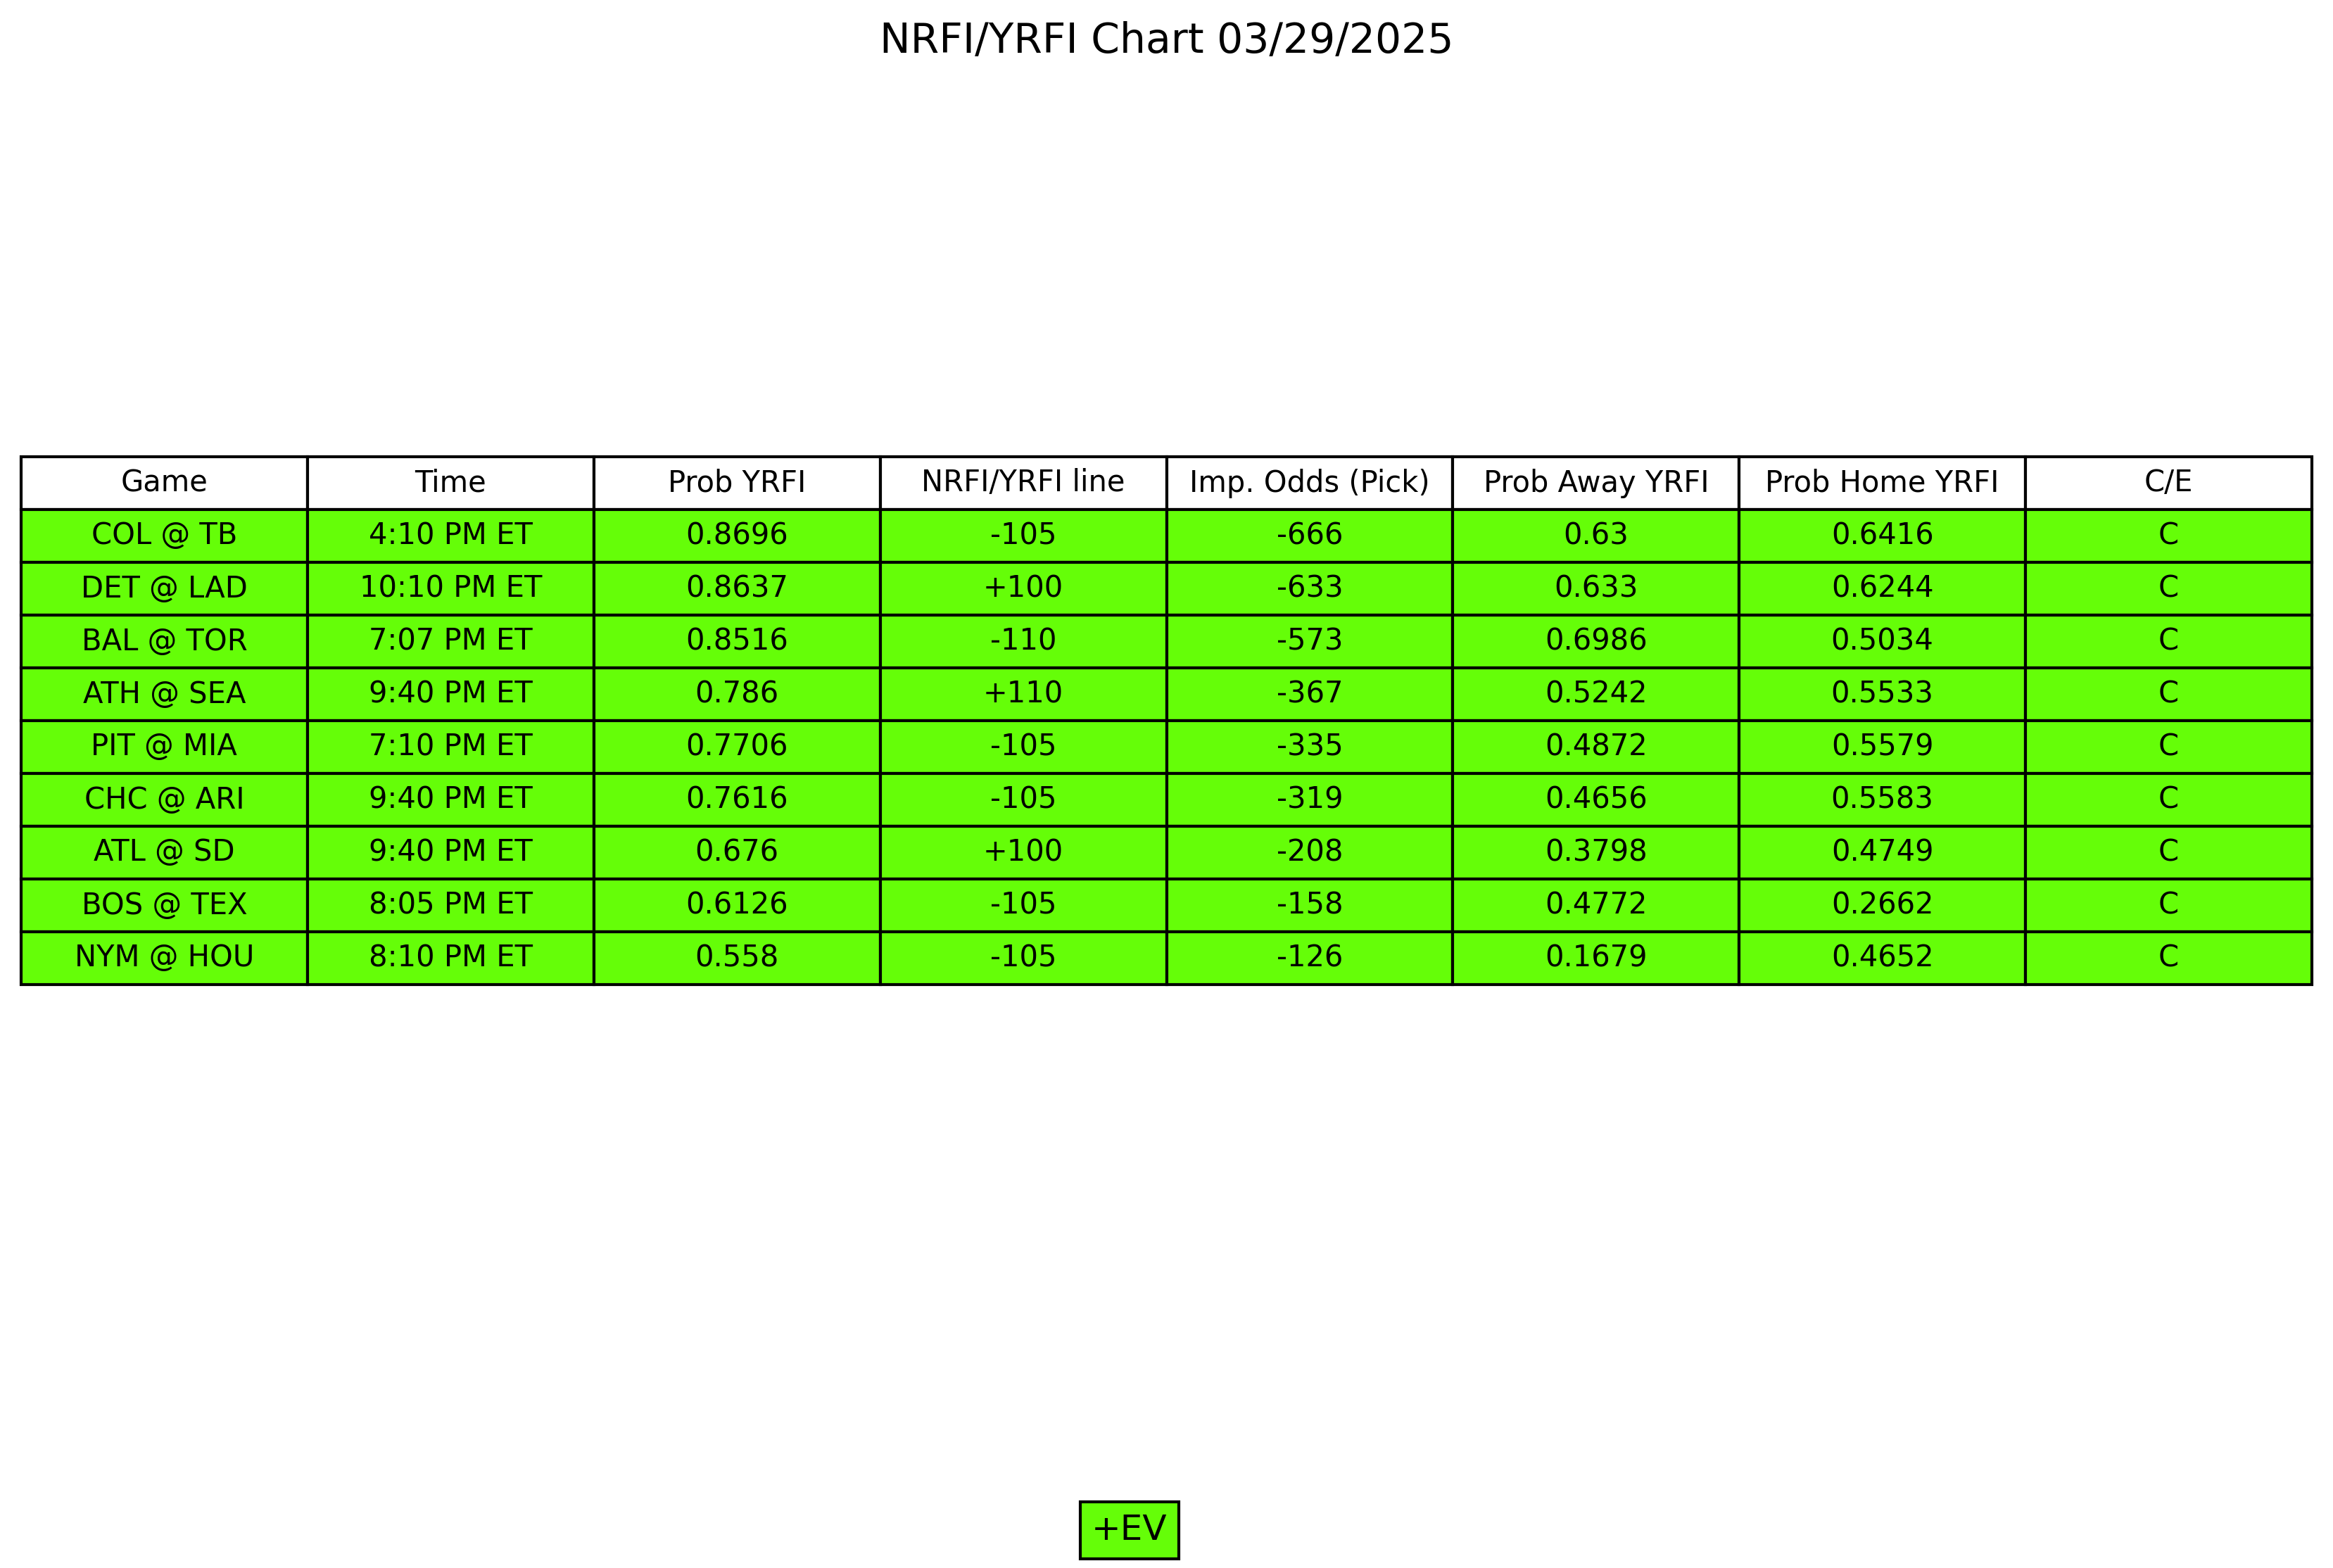 NRFI/YRFI Chart 03/29/2025
Game Time Prob YRFI NRFI/YRFI line Imp. Odds (Pick) Prob Away YRFI Prob Home YRFI C/E
COL @ TB 4:10 PM ET 0.8696 -105 -666 0.63 0.6416 C
DET @ LAD 10:10 PM ET 0.8637 +100 -633 0.633 0.6244 C
BAL @ TOR 7:07 PM ET 0.8516 -110 -573 0.6986 0.5034 C
ATH @ SEA 9:40 PM ET 0.786 +110 -367 0.5242 0.5533 C
PIT @ MIA 7:10 PM ET 0.7706 -105 -335 0.4872 0.5579 C
CHC @ ARI 9:40 PM ET 0.7616 -105 -319 0.4656 0.5583 C
ATL @ SD 9:40 PM ET 0.676 +100 -208 0.3798 0.4749 C
BOS @ TEX 8:05 PM ET 0.6126 -105 -158 0.4772 0.2662 C
NYM @ HOU 8:10 PM ET 0.558 -105 -126 0.1679 0.4652 C
+EV